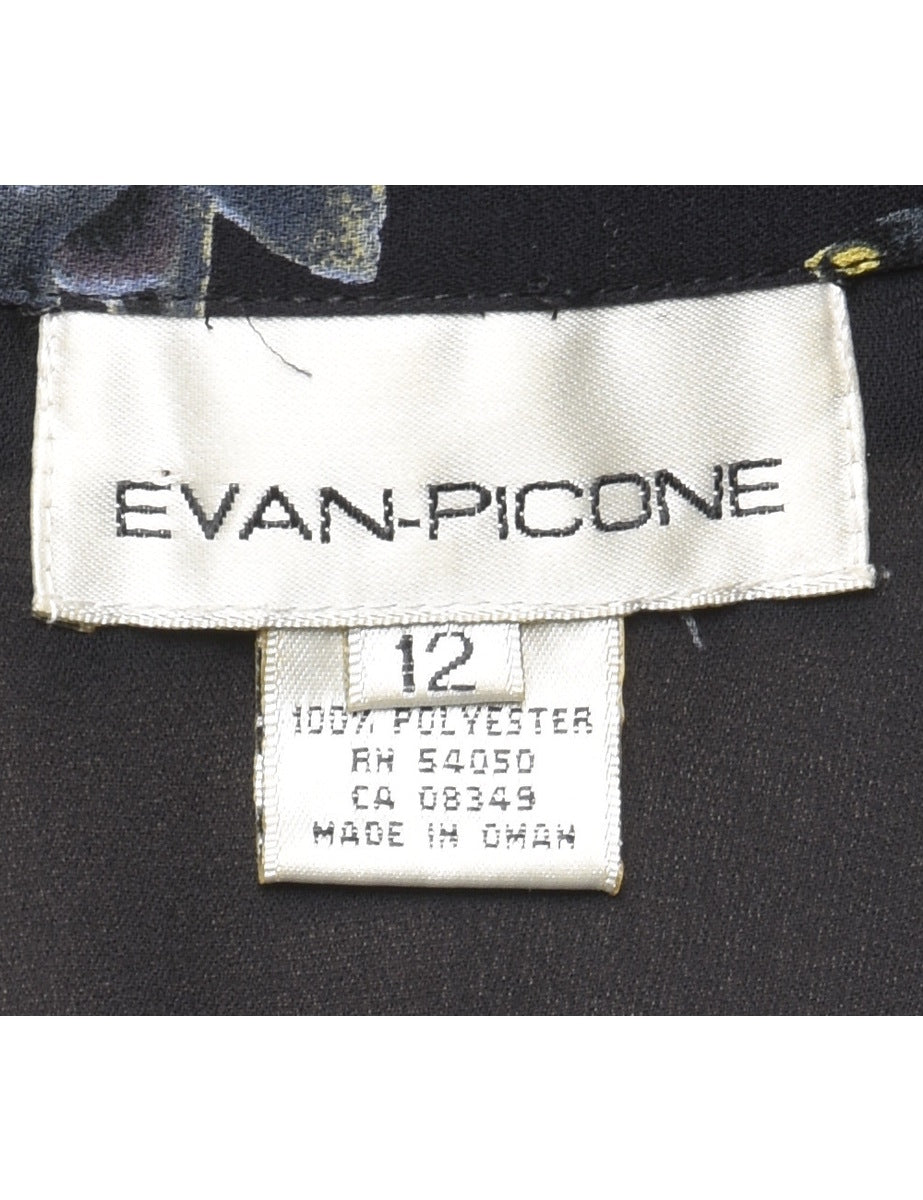 EVAN-PICONE
12
100% POLYESTER
RN 54050
CA 08349
MADE IN OMAN